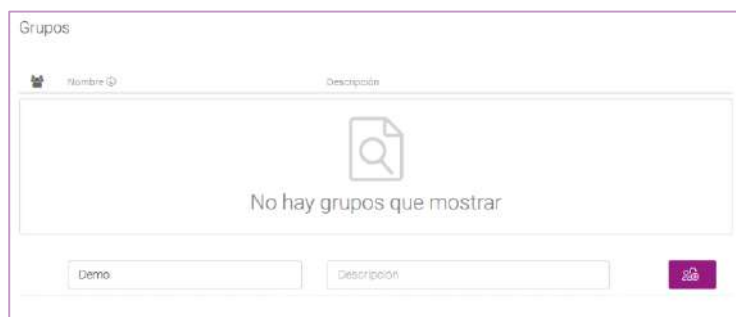 Grupos
Nombre Descripción
No hay grupos que mostrar
Demo Descripción